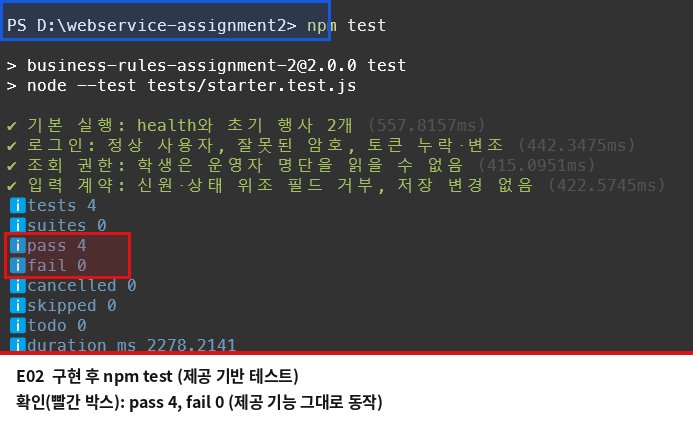 PS D:\webservice-assignment2> npm test
> business-rules-assignment-2@2.0.0 test
> node --test tests/starter.test.js
✔ 기본 실행: health와 초기 행사 2개 (557.8157ms)
✔ 로그인: 정상 사용자, 잘못된 암호, 토큰 누락·변조 (442.3475ms)
✔ 조회 권한: 학생은 운영자 명단을 읽을 수 없음 (415.0951ms)
✔ 입력 계약: 신원·상태 위조 필드 거부, 저장 변경 없음 (422.5745ms)
ℹ tests 4
ℹ suites 0
ℹ pass 4
ℹ fail 0
ℹ cancelled 0
ℹ skipped 0
ℹ todo 0
ℹ duration_ms 2278.2141
E02 구현 후 npm test (제공 기반 테스트)
확인(빨간 박스): pass 4, fail 0 (제공 기능 그대로 동작)